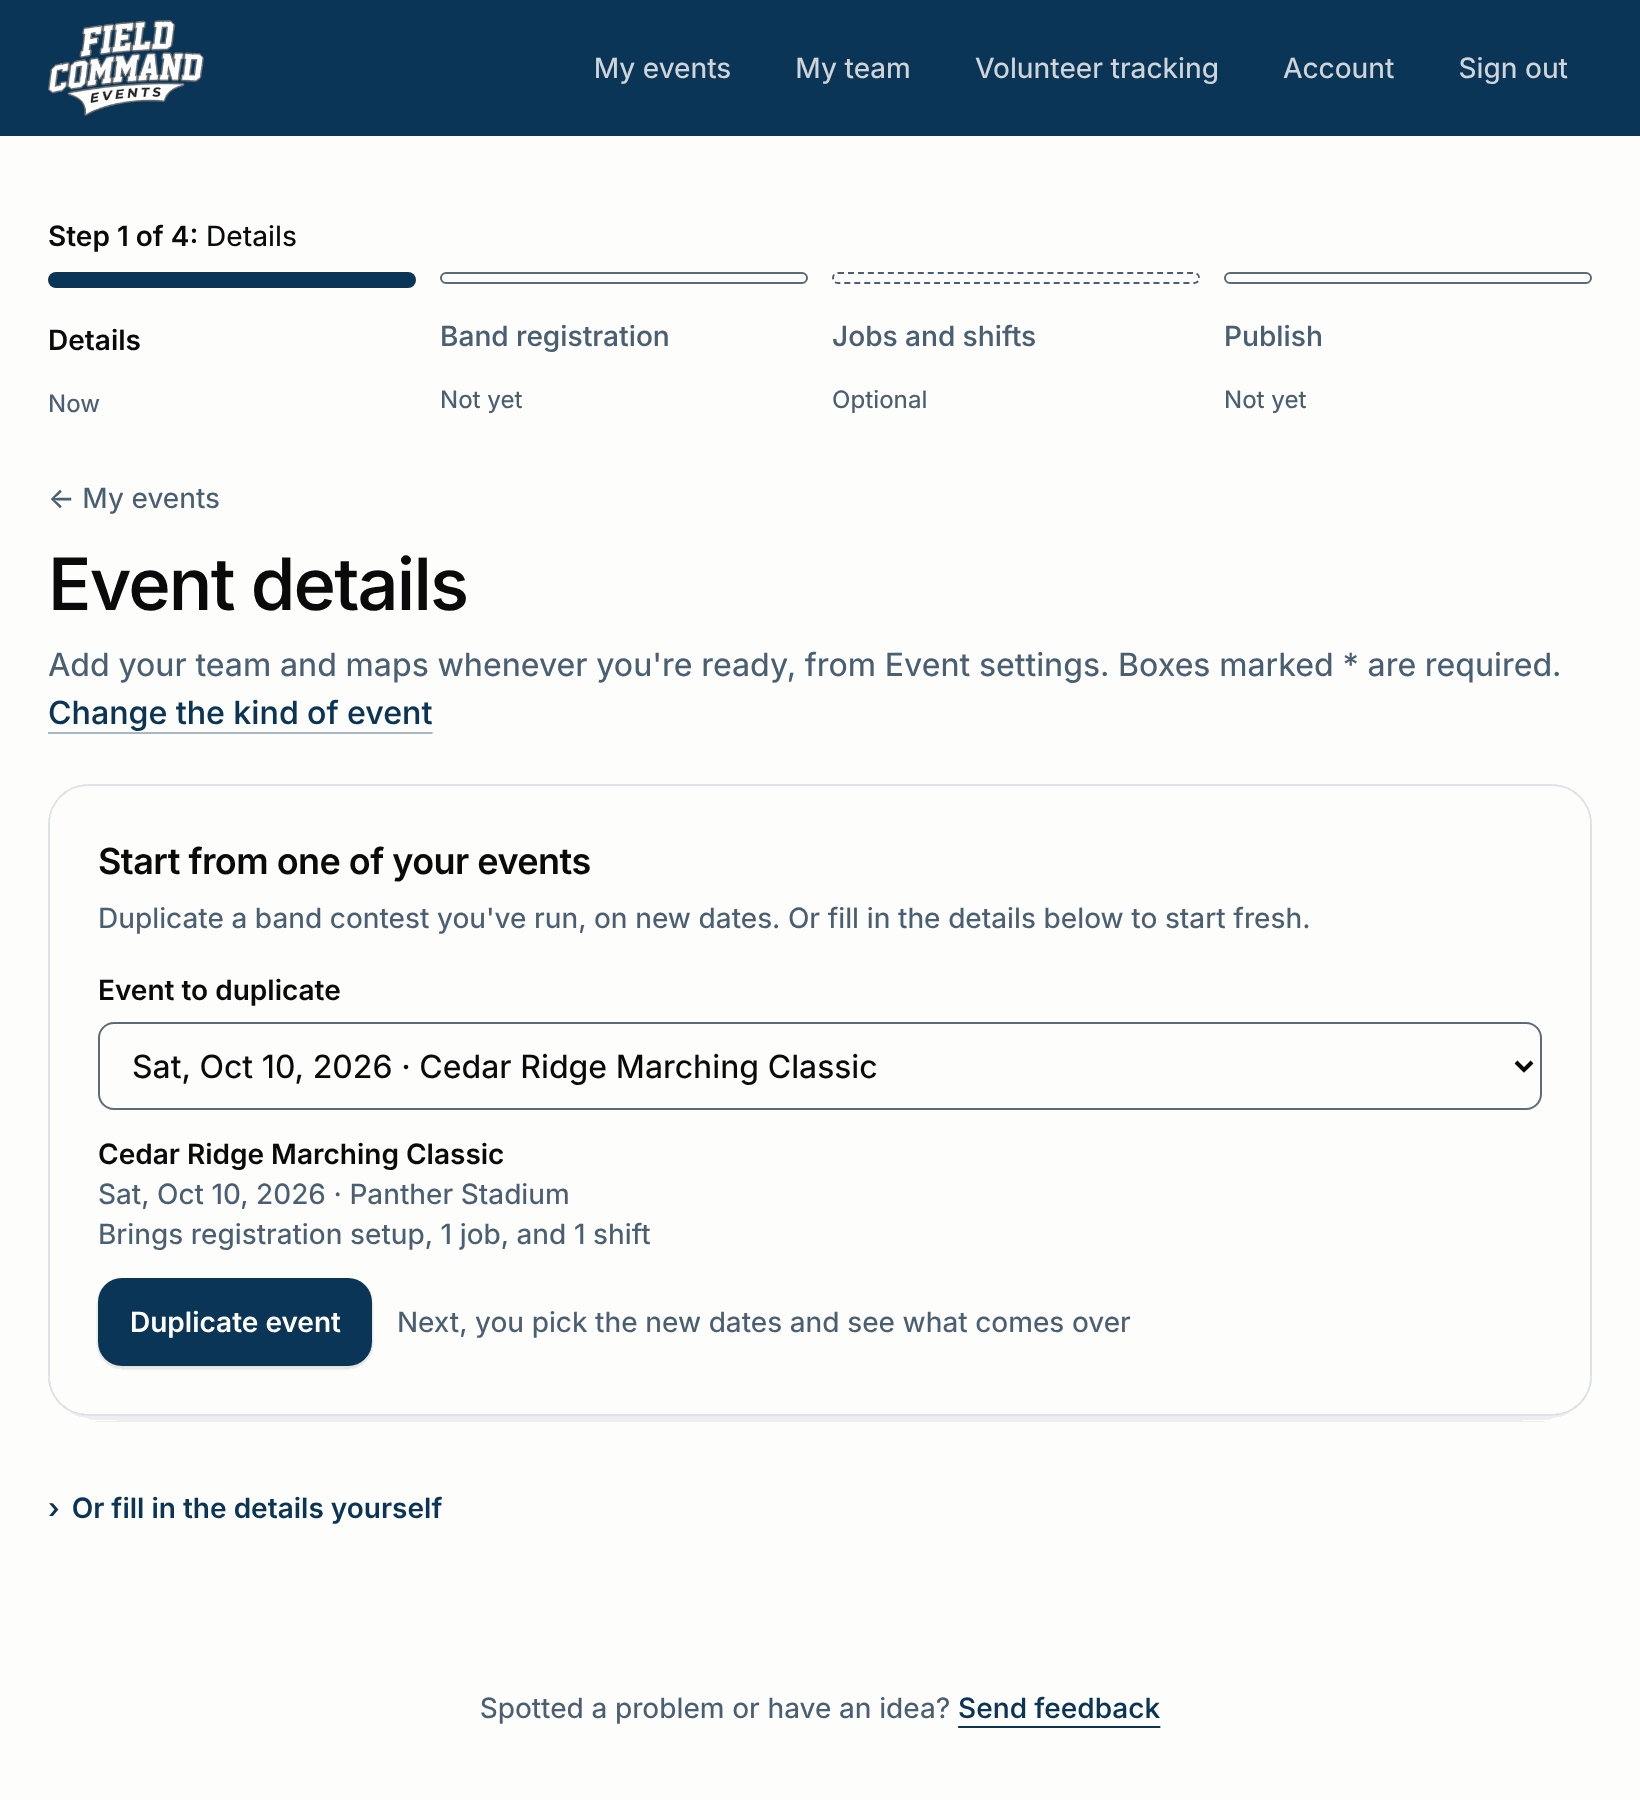 FIELD
COMMAND
EVENTS
My events
My team
Volunteer tracking
Account
Sign out
Step 1 of 4: Details
Details
Now
Band registration
Not yet
Jobs and shifts
Optional
Publish
Not yet
← My events
Event details
Add your team and maps whenever you're ready, from Event settings. Boxes marked * are required.
Change the kind of event
Start from one of your events
Duplicate a band contest you've run, on new dates. Or fill in the details below to start fresh.
Event to duplicate
Sat, Oct 10, 2026 · Cedar Ridge Marching Classic
Cedar Ridge Marching Classic
Sat, Oct 10, 2026 · Panther Stadium
Brings registration setup, 1 job, and 1 shift
Duplicate event
Next, you pick the new dates and see what comes over
› Or fill in the details yourself
Spotted a problem or have an idea? Send feedback